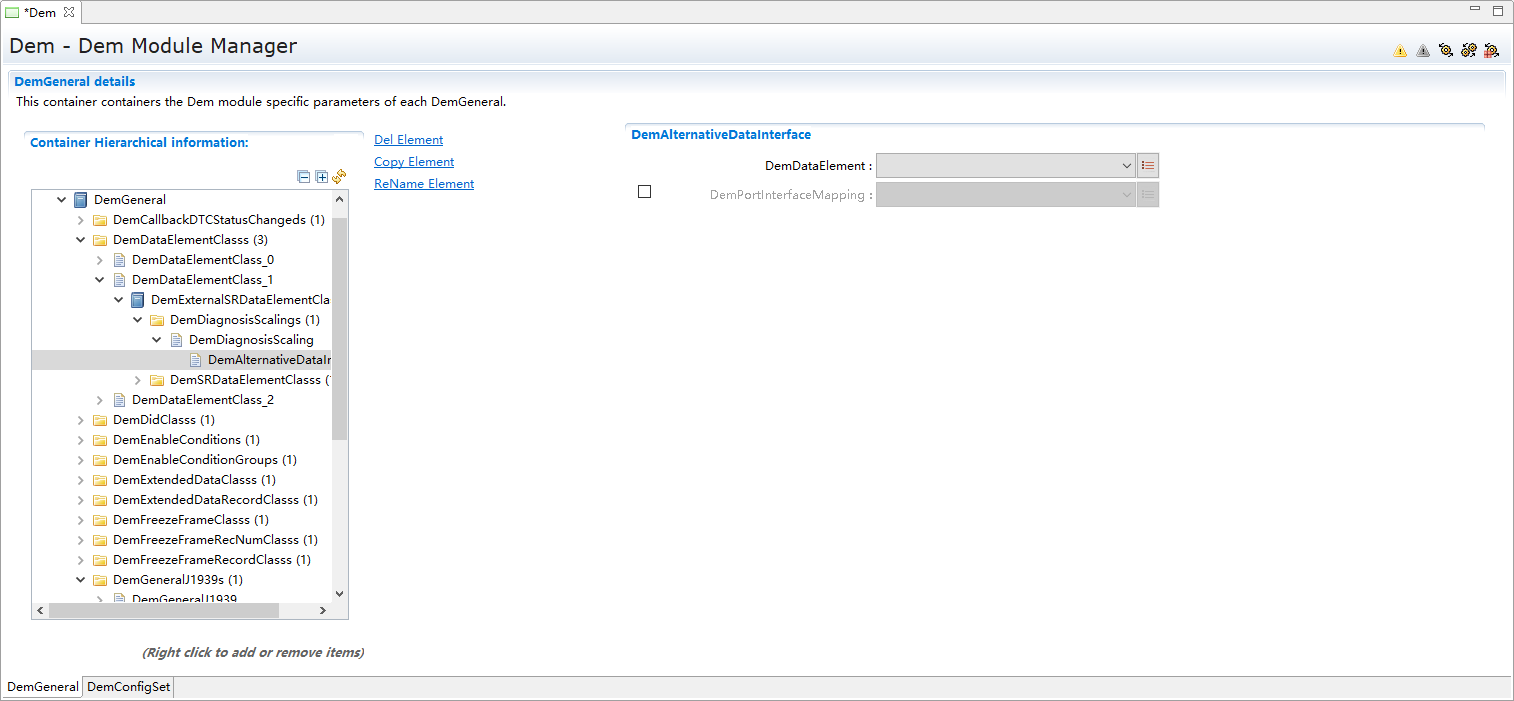 *Dem
Dem - Dem Module Manager
DemGeneral details
This container containers the Dem module specific parameters of each DemGeneral.
Container Hierarchical information:
DemGeneral
DemCallbackDTCStatusChangeds (1)
DemDataElementClasss (3)
DemDataElementClass_0
DemDataElementClass_1
DemExternalSRDataElementCla
DemDiagnosisScalings (1)
DemDiagnosisScaling
DemAlternativeDataIn
DemSRDataElementClasss (
DemDataElementClass_2
DemDidClasss (1)
DemEnableConditions (1)
DemEnableConditionGroups (1)
DemExtendedDataClasss (1)
DemExtendedDataRecordClasss (1)
DemFreezeFrameClasss (1)
DemFreezeFrameRecNumClasss (1)
DemFreezeFrameRecordClasss (1)
DemGeneralJ1939s (1)
DemGeneralJ1939
(Right click to add or remove items)
Del Element
Copy Element
ReName Element
DemAlternativeDataInterface
DemDataElement :
DemPortInterfaceMapping :
DemGeneral
DemConfigSet